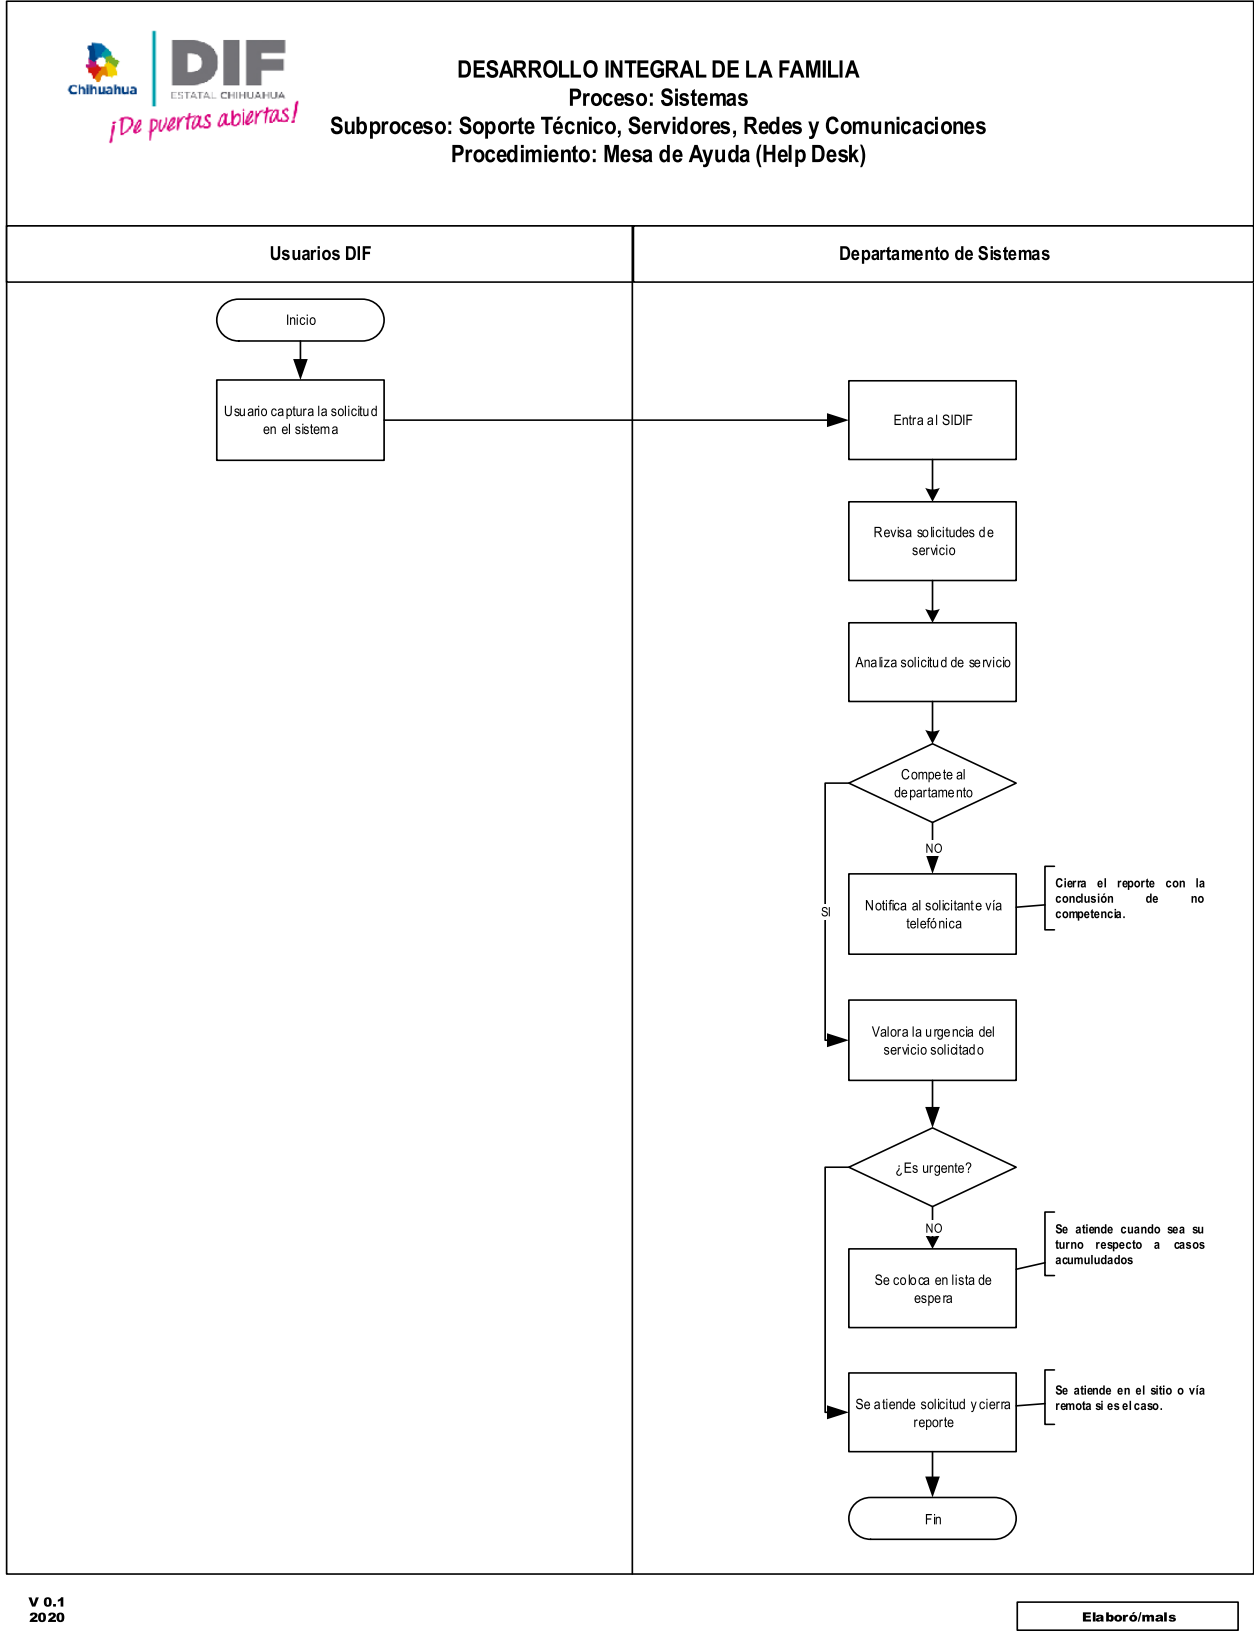 Chihuahua
DIF
ESTATAL CHIHUAHUA
¡De puertas abiertas!
DESARROLLO INTEGRAL DE LA FAMILIA
Proceso: Sistemas
Subproceso: Soporte Técnico, Servidores, Redes y Comunicaciones
Procedimiento: Mesa de Ayuda (Help Desk)
Usuarios DIF
Departamento de Sistemas
Inicio
Usuario captura la solicitud
en el sistema
Entra al SIDIF
Revisa solicitudes de
servicio
Analiza solicitud de servicio
Compete al
departamento
NO
SI
Notifica al solicitante vía
telefónica
Cierra el reporte con la
conclusión de no
competencia.
Valora la urgencia del
servicio solicitado
¿Es urgente?
NO
Se coloca en lista de
espera
Se atiende cuando sea su
turno respecto a casos
acumuludados
Se atiende solicitud y cierra
reporte
Se atiende en el sitio o vía
remota si es el caso.
Fin
V 0.1
2020
Elaboró/mals